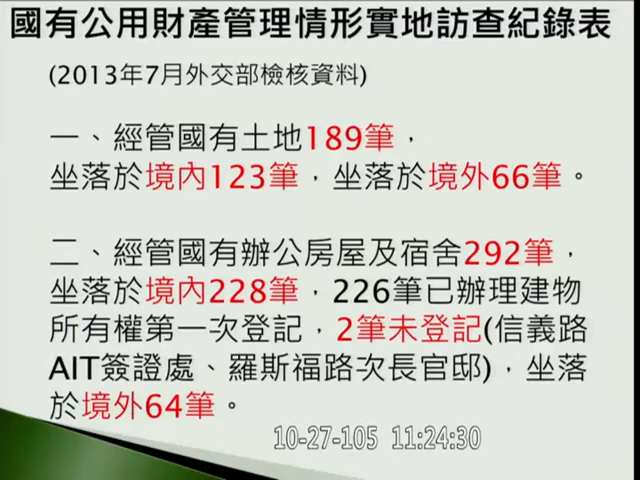 國有公用財產管理情形實地訪查紀錄表
(2013年7月外交部檢核資料)
一、經管國有土地189筆，
坐落於境內123筆，坐落於境外66筆。
二、經管國有辦公房屋及宿舍292筆，
坐落於境內228筆，226筆已辦理建物
所有權第一次登記，2筆未登記(信義路
AIT簽證處、羅斯福路次長官邸)，坐落
於境外64筆。
10-27-105 11:24:30